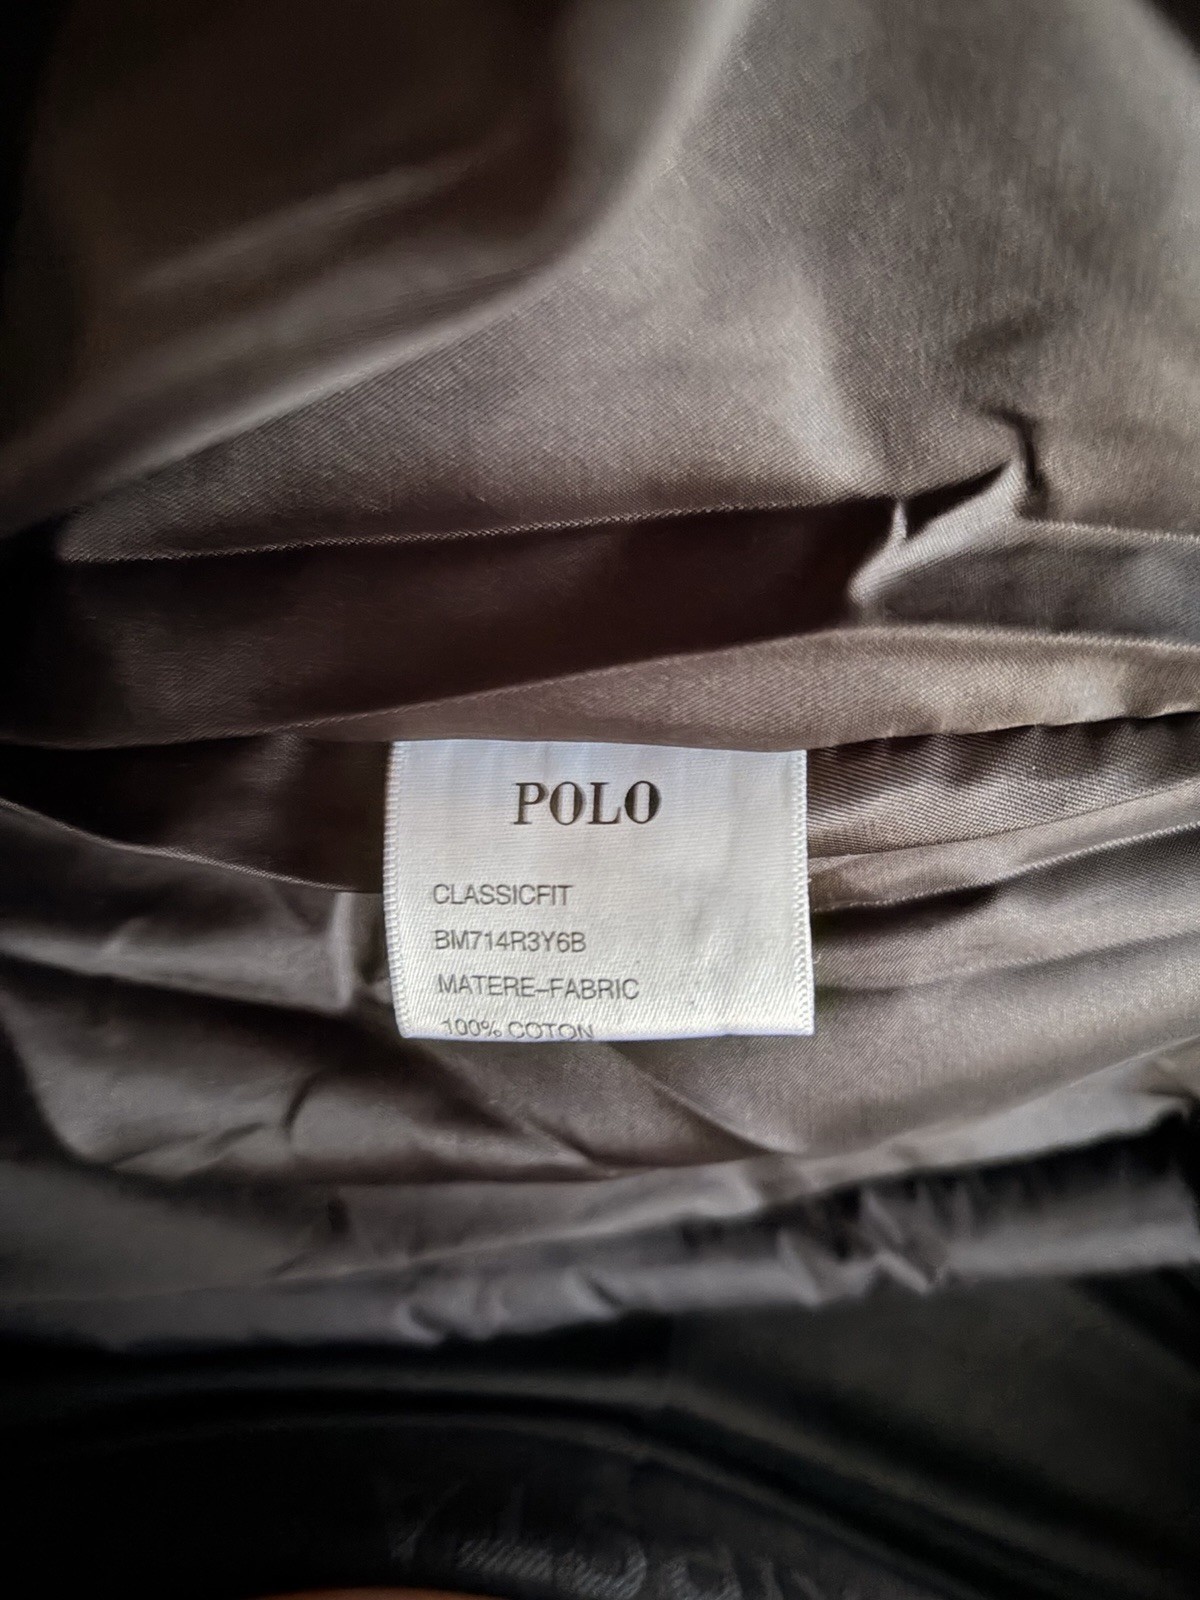 POLO
CLASSICFIT
BM714R3Y6B
MATERE-FABRIC
100% COTON